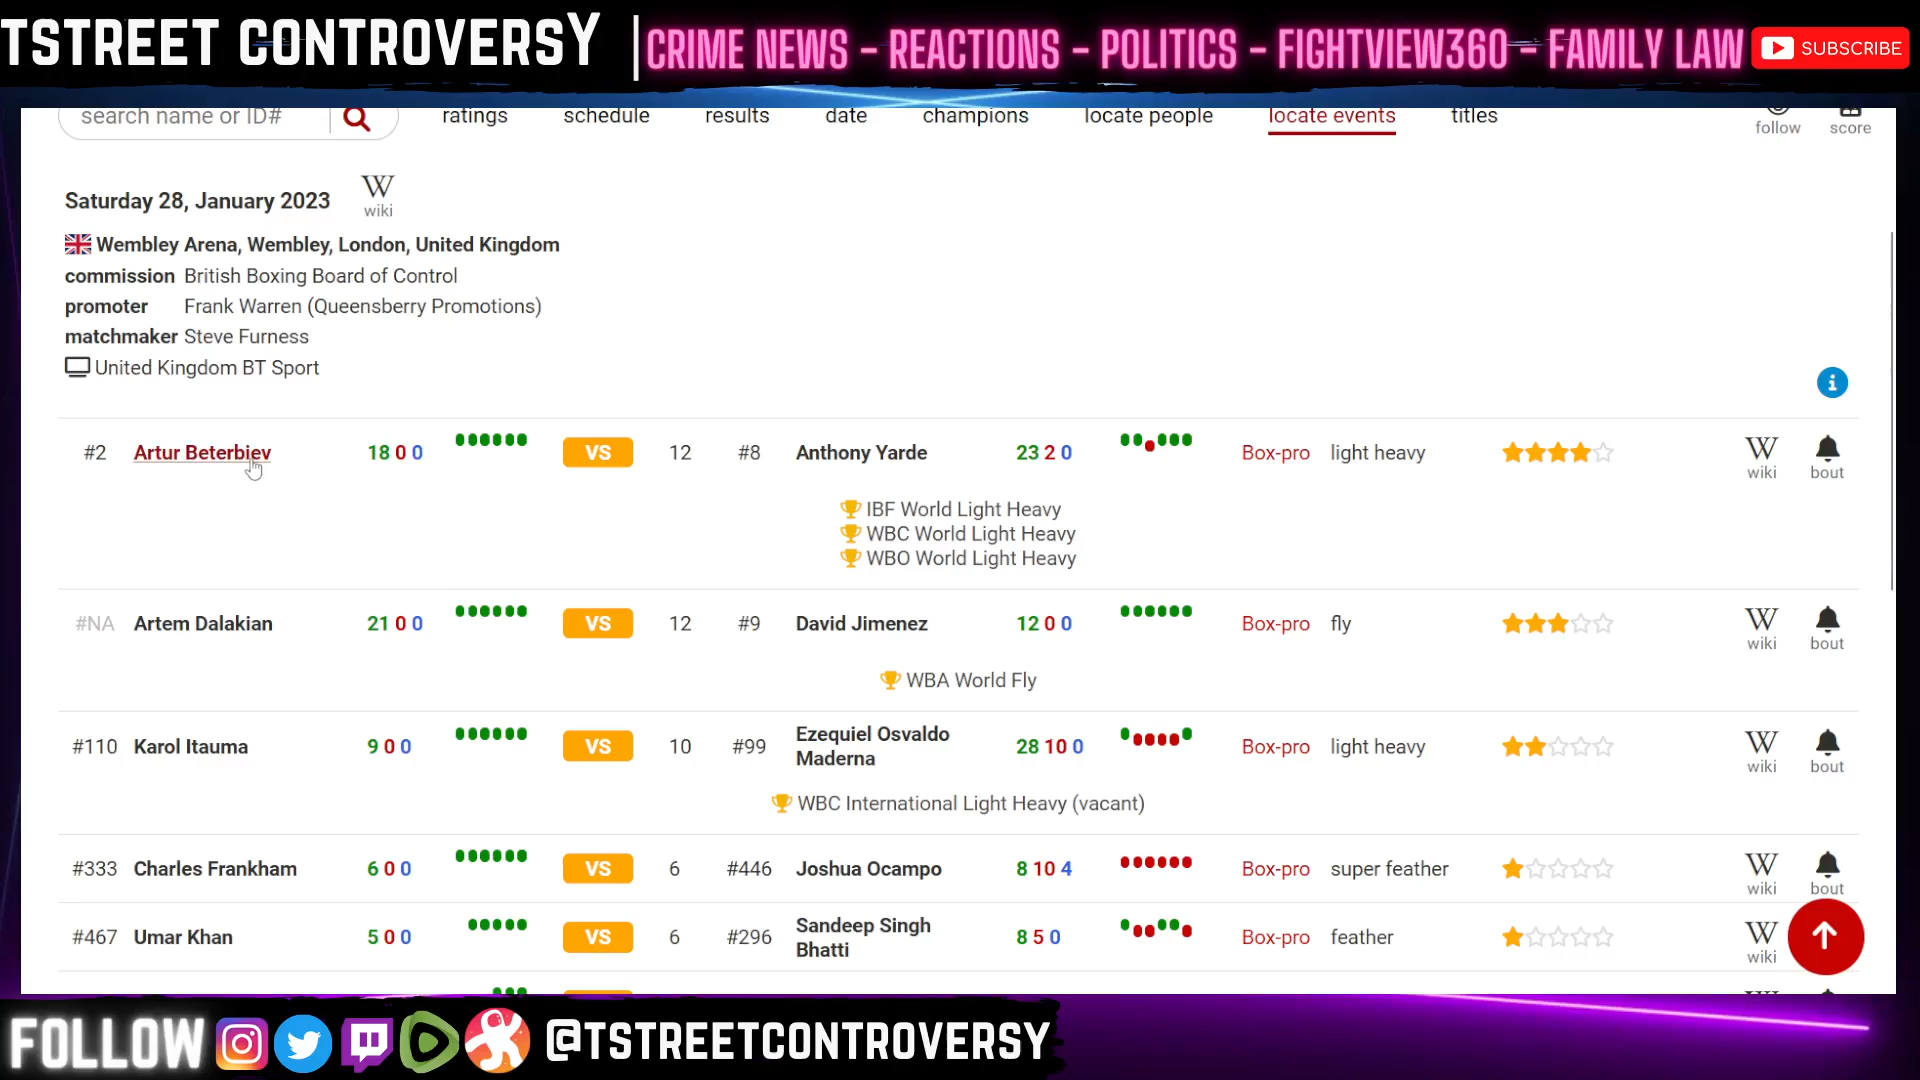 TSTREET CONTROVERSY
CRIME NEWS - REACTIONS - POLITICS - FIGHTVIEW360 - FAMILY LAW
SUBSCRIBE
search name or ID#
ratings schedule results date champions locate people locate events titles
follow score
Saturday 28, January 2023
W
wiki
Wembley Arena, Wembley, London, United Kingdom
commission British Boxing Board of Control
promoter Frank Warren (Queensberry Promotions)
matchmaker Steve Furness
United Kingdom BT Sport
i
#2 Artur Beterbiev 18 0 0 VS 12 #8 Anthony Yarde 23 2 0 Box-pro light heavy W wiki bout
IBF World Light Heavy
WBC World Light Heavy
WBO World Light Heavy
#NA Artem Dalakian 21 0 0 VS 12 #9 David Jimenez 12 0 0 Box-pro fly W wiki bout
WBA World Fly
#110 Karol Itauma 9 0 0 VS 10 #99 Ezequiel Osvaldo Maderna 28 10 0 Box-pro light heavy W wiki bout
WBC International Light Heavy (vacant)
#333 Charles Frankham 6 0 0 VS 6 #446 Joshua Ocampo 8 10 4 Box-pro super feather W wiki bout
#467 Umar Khan 5 0 0 VS 6 #296 Sandeep Singh Bhatti 8 5 0 Box-pro feather W wiki
FOLLOW @TSTREETCONTROVERSY